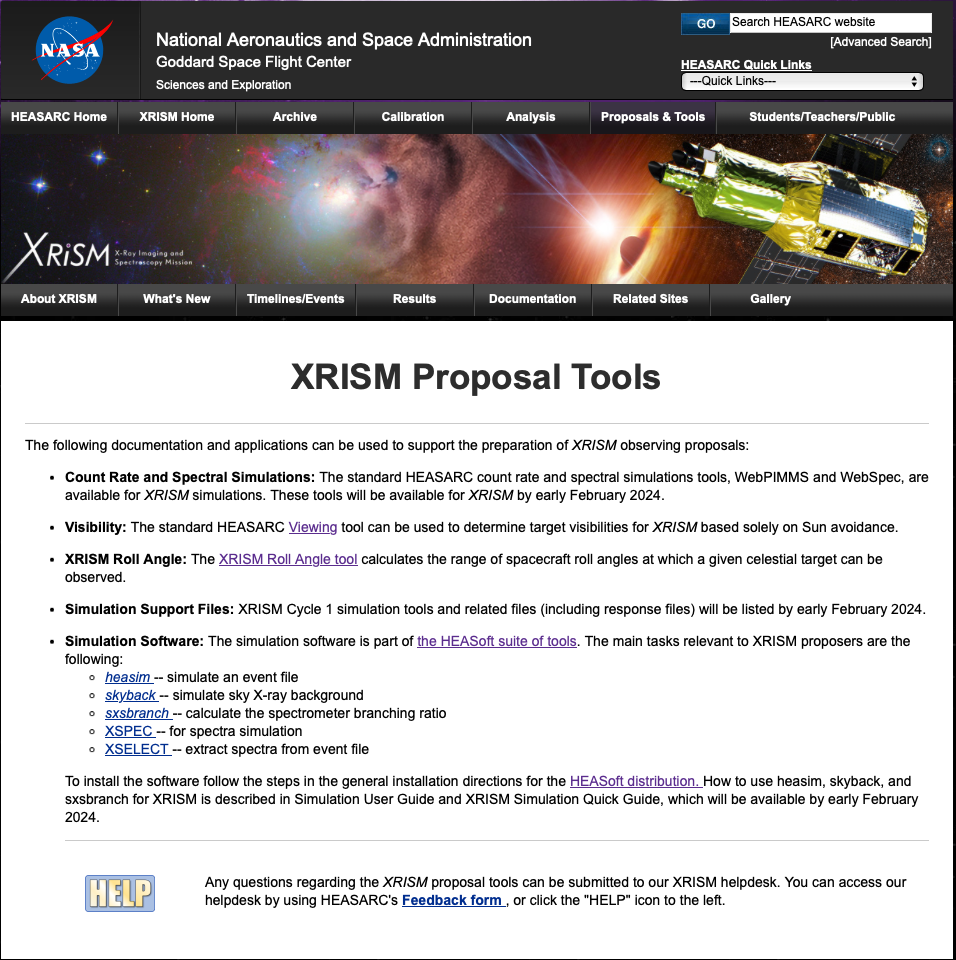 NASA
National Aeronautics and Space Administration
Goddard Space Flight Center
Sciences and Exploration
GO Search HEASARC website
[Advanced Search]
HEASARC Quick Links
---Quick Links---
HEASARC Home XRISM Home Archive Calibration Analysis Proposals & Tools Students/Teachers/Public
XRISM X-Ray Imaging and
Spectroscopy Mission
About XRISM What's New Timelines/Events Results Documentation Related Sites Gallery
XRISM Proposal Tools
The following documentation and applications can be used to support the preparation of XRISM observing proposals:
• Count Rate and Spectral Simulations: The standard HEASARC count rate and spectral simulations tools, WebPIMMS and WebSpec, are
available for XRISM simulations. These tools will be available for XRISM by early February 2024.
• Visibility: The standard HEASARC Viewing tool can be used to determine target visibilities for XRISM based solely on Sun avoidance.
• XRISM Roll Angle: The XRISM Roll Angle tool calculates the range of spacecraft roll angles at which a given celestial target can be
observed.
• Simulation Support Files: XRISM Cycle 1 simulation tools and related files (including response files) will be listed by early February 2024.
• Simulation Software: The simulation software is part of the HEASoft suite of tools. The main tasks relevant to XRISM proposers are the
following:
◦ heasim -- simulate an event file
◦ skyback -- simulate sky X-ray background
◦ sxsbranch -- calculate the spectrometer branching ratio
◦ XSPEC -- for spectra simulation
◦ XSELECT -- extract spectra from event file
To install the software follow the steps in the general installation directions for the HEASoft distribution. How to use heasim, skyback, and
sxsbranch for XRISM is described in Simulation User Guide and XRISM Simulation Quick Guide, which will be available by early February
2024.
HELP
Any questions regarding the XRISM proposal tools can be submitted to our XRISM helpdesk. You can access our
helpdesk by using HEASARC's Feedback form , or click the "HELP" icon to the left.